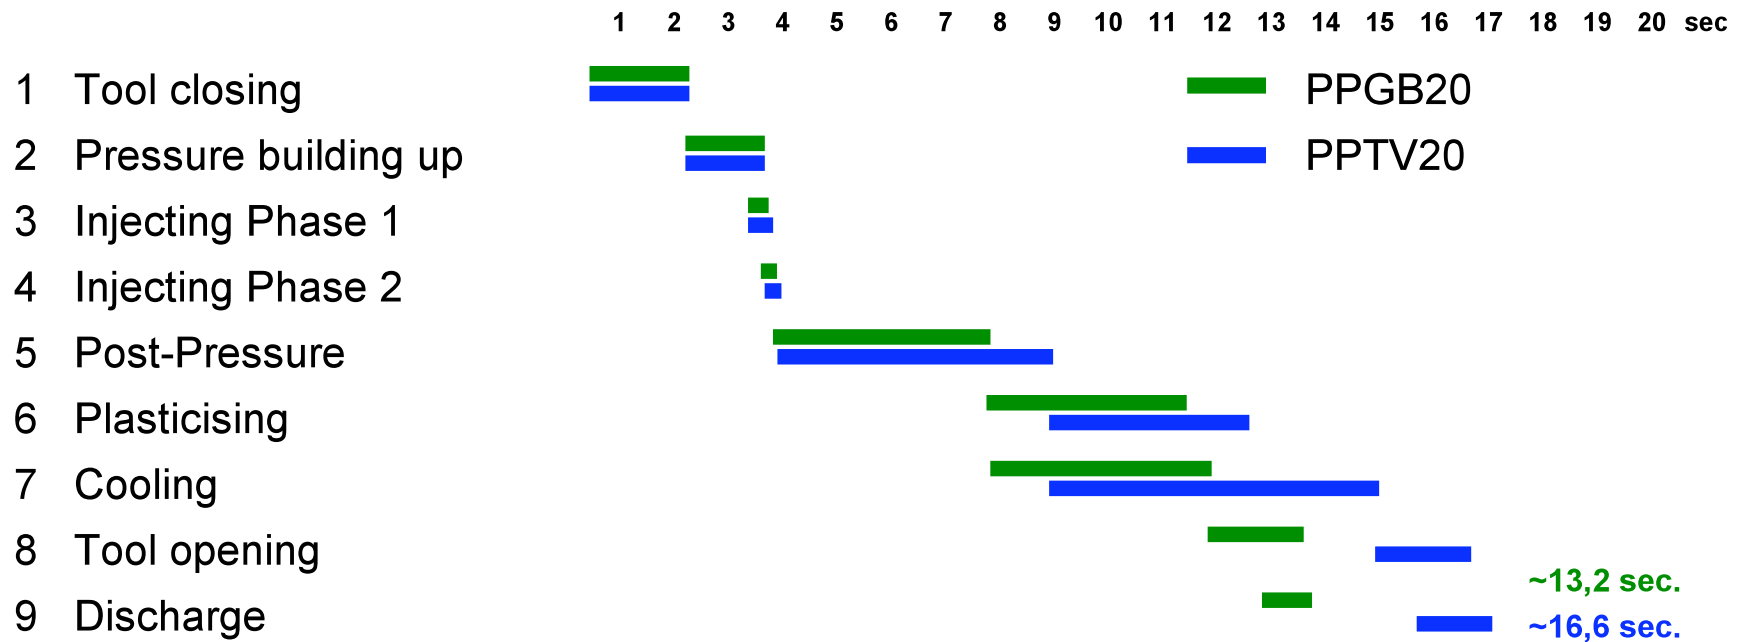 1 2 3 4 5 6 7 8 9 10 11 12 13 14 15 16 17 18 19 20 sec
1 Tool closing
PPGB20
2 Pressure building up
PPTV20
3 Injecting Phase 1
4 Injecting Phase 2
5 Post-Pressure
6 Plasticising
7 Cooling
8 Tool opening
~13,2 sec.
9 Discharge
~16,6 sec.